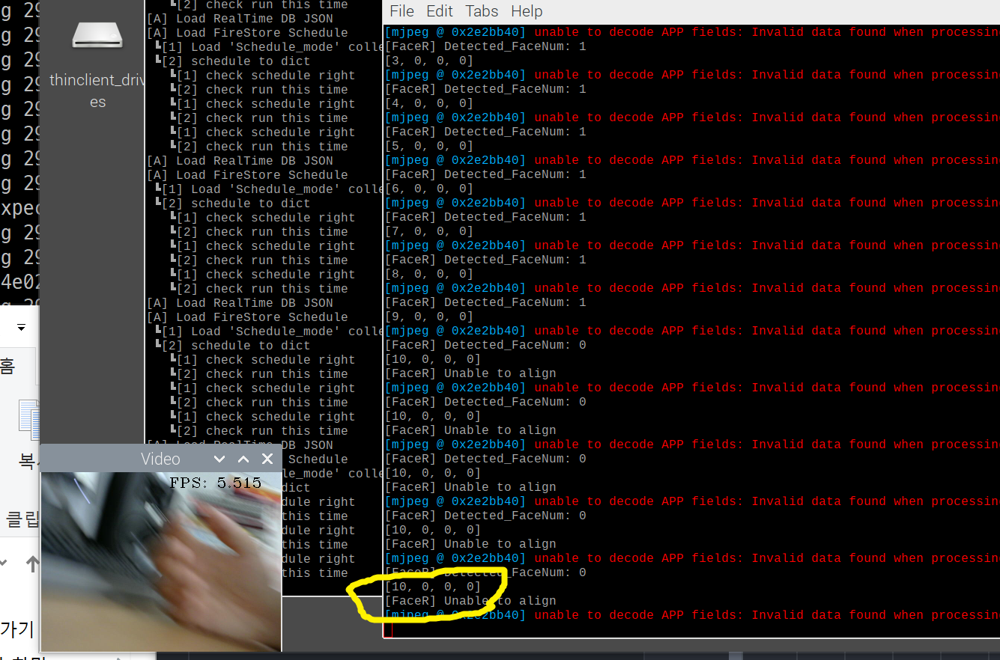 g 29
g 29
g 29
g 29
g 29
g 29
g 29
g 29
xpec
g 29
g 29
4e02
thinclient_driv
es
┗[2] check run this time
[A] Load RealTime DB JSON
[A] Load FireStore Schedule
┗[1] Load 'Schedule_mode' colle
┗[2] schedule to dict
┗[1] check schedule right
┗[2] check run this time
┗[1] check schedule right
┗[2] check run this time
┗[1] check schedule right
┗[2] check run this time
[A] Load RealTime DB JSON
[A] Load FireStore Schedule
┗[1] Load 'Schedule_mode' colle
┗[2] schedule to dict
┗[1] check schedule right
┗[2] check run this time
┗[1] check schedule right
┗[2] check run this time
┗[1] check schedule right
┗[2] check run this time
[A] Load RealTime DB JSON
[A] Load FireStore Schedule
┗[1] Load 'Schedule_mode' colle
┗[2] schedule to dict
┗[1] check schedule right
┗[2] check run this time
┗[1] check schedule right
┗[2] check run this time
┗[1] check schedule right
┗[2] check run this time
[A] Load RealTime DB JSON
Schedule
le_mode' colle
dict
dule right
this time
dule right
this time
dule right
this time
File Edit Tabs Help
[mjpeg @ 0x2e2bb40] unable to decode APP fields: Invalid data found when processin
[FaceR] Detected_FaceNum: 1
[3, 0, 0, 0]
[mjpeg @ 0x2e2bb40] unable to decode APP fields: Invalid data found when processin
[FaceR] Detected_FaceNum: 1
[4, 0, 0, 0]
[mjpeg @ 0x2e2bb40] unable to decode APP fields: Invalid data found when processin
[FaceR] Detected_FaceNum: 1
[5, 0, 0, 0]
[mjpeg @ 0x2e2bb40] unable to decode APP fields: Invalid data found when processin
[FaceR] Detected_FaceNum: 1
[6, 0, 0, 0]
[mjpeg @ 0x2e2bb40] unable to decode APP fields: Invalid data found when processin
[FaceR] Detected_FaceNum: 1
[7, 0, 0, 0]
[mjpeg @ 0x2e2bb40] unable to decode APP fields: Invalid data found when processin
[FaceR] Detected_FaceNum: 1
[8, 0, 0, 0]
[mjpeg @ 0x2e2bb40] unable to decode APP fields: Invalid data found when processin
[FaceR] Detected_FaceNum: 1
[9, 0, 0, 0]
[mjpeg @ 0x2e2bb40] unable to decode APP fields: Invalid data found when processin
[FaceR] Detected_FaceNum: 0
[10, 0, 0, 0]
[FaceR] Unable to align
[mjpeg @ 0x2e2bb40] unable to decode APP fields: Invalid data found when processin
[FaceR] Detected_FaceNum: 0
[10, 0, 0, 0]
[FaceR] Unable to align
[mjpeg @ 0x2e2bb40] unable to decode APP fields: Invalid data found when processin
[FaceR] Detected_FaceNum: 0
[10, 0, 0, 0]
[FaceR] Unable to align
[mjpeg @ 0x2e2bb40] unable to decode APP fields: Invalid data found when processin
[FaceR] Detected_FaceNum: 0
[10, 0, 0, 0]
[FaceR] Unable to align
[mjpeg @ 0x2e2bb40] unable to decode APP fields: Invalid data found when processin
[FaceR] Detected_FaceNum: 0
[10, 0, 0, 0]
[FaceR] Unable to align
[mjpeg @ 0x2e2bb40] unable to decode APP fields: Invalid data found when processin
Video
FPS: 5.515
홈
복
클립
가기